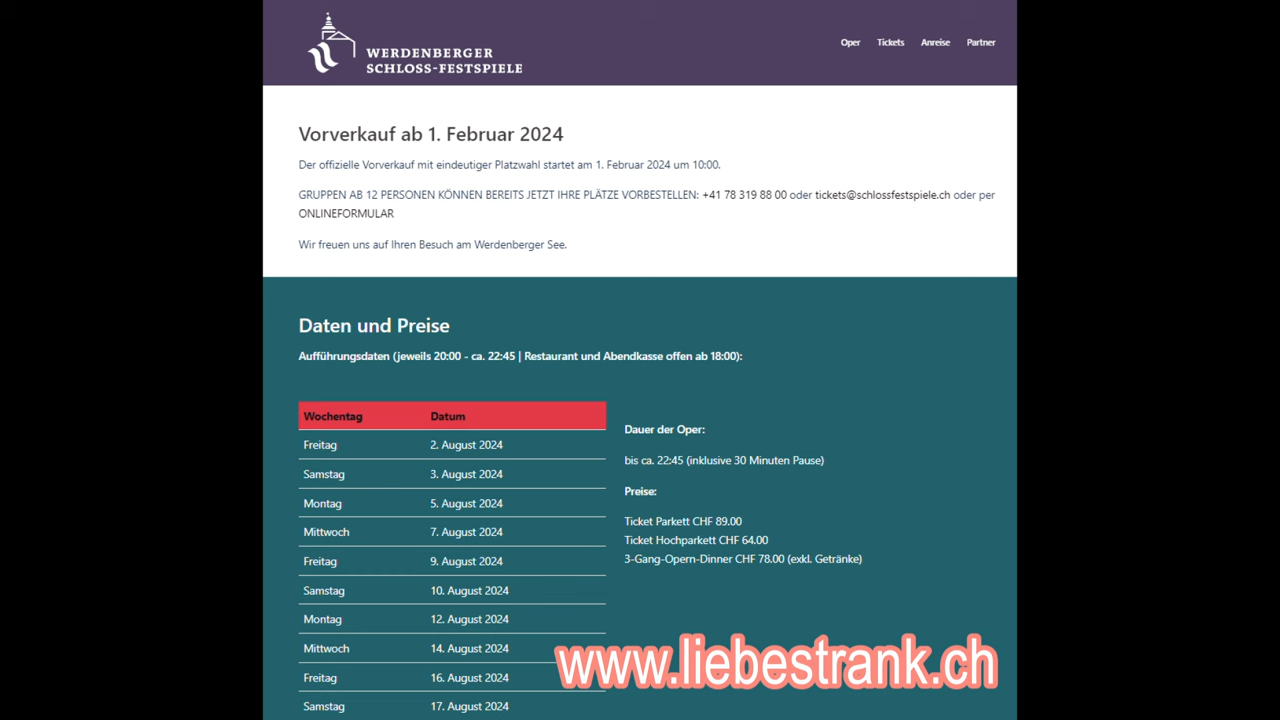 WERDENBERGER
SCHLOSS-FESTSPIELE
Oper Tickets Anreise Partner
Vorverkauf ab 1. Februar 2024
Der offizielle Vorverkauf mit eindeutiger Platzwahl startet am 1. Februar 2024 um 10:00.
GRUPPEN AB 12 PERSONEN KÖNNEN BEREITS JETZT IHRE PLÄTZE VORBESTELLEN: +41 78 319 88 00 oder tickets@schlossfestspiele.ch oder per
ONLINEFORMULAR
Wir freuen uns auf Ihren Besuch am Werdenberger See.
Daten und Preise
Aufführungsdaten (jeweils 20:00 - ca. 22:45 | Restaurant und Abendkasse offen ab 18:00):
Wochentag Datum
Freitag 2. August 2024
Samstag 3. August 2024
Montag 5. August 2024
Mittwoch 7. August 2024
Freitag 9. August 2024
Samstag 10. August 2024
Montag 12. August 2024
Mittwoch 14. August 2024
Freitag 16. August 2024
Samstag 17. August 2024
Dauer der Oper:
bis ca. 22:45 (inklusive 30 Minuten Pause)
Preise:
Ticket Parkett CHF 89.00
Ticket Hochparkett CHF 64.00
3-Gang-Opern-Dinner CHF 78.00 (exkl. Getränke)
www.liebestrank.ch